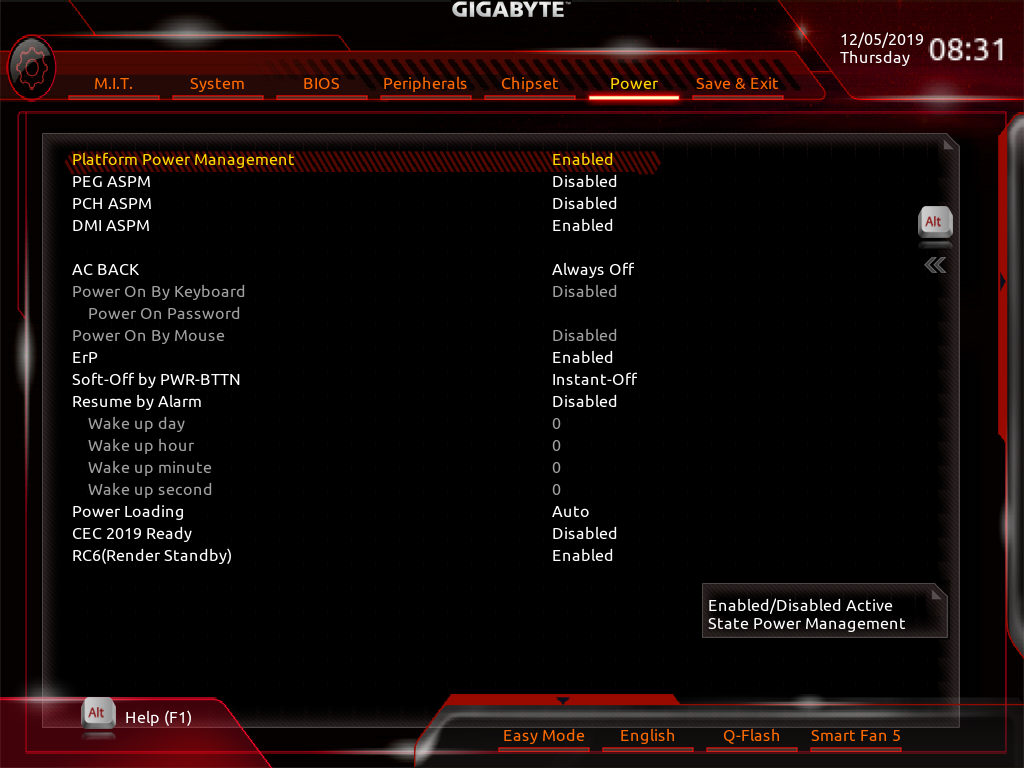 GIGABYTE™
12/05/2019 08:31
Thursday
M.I.T. System BIOS Peripherals Chipset Power Save & Exit
Platform Power Management Enabled
PEG ASPM Disabled
PCH ASPM Disabled
DMI ASPM Enabled
Alt
AC BACK Always Off
Power On By Keyboard Disabled
Power On Password
Power On By Mouse Disabled
ErP Enabled
Soft-Off by PWR-BTTN Instant-Off
Resume by Alarm Disabled
Wake up day 0
Wake up hour 0
Wake up minute 0
Wake up second 0
Power Loading Auto
CEC 2019 Ready Disabled
RC6(Render Standby) Enabled
Enabled/Disabled Active
State Power Management
Alt Help (F1)
Easy Mode English Q-Flash Smart Fan 5